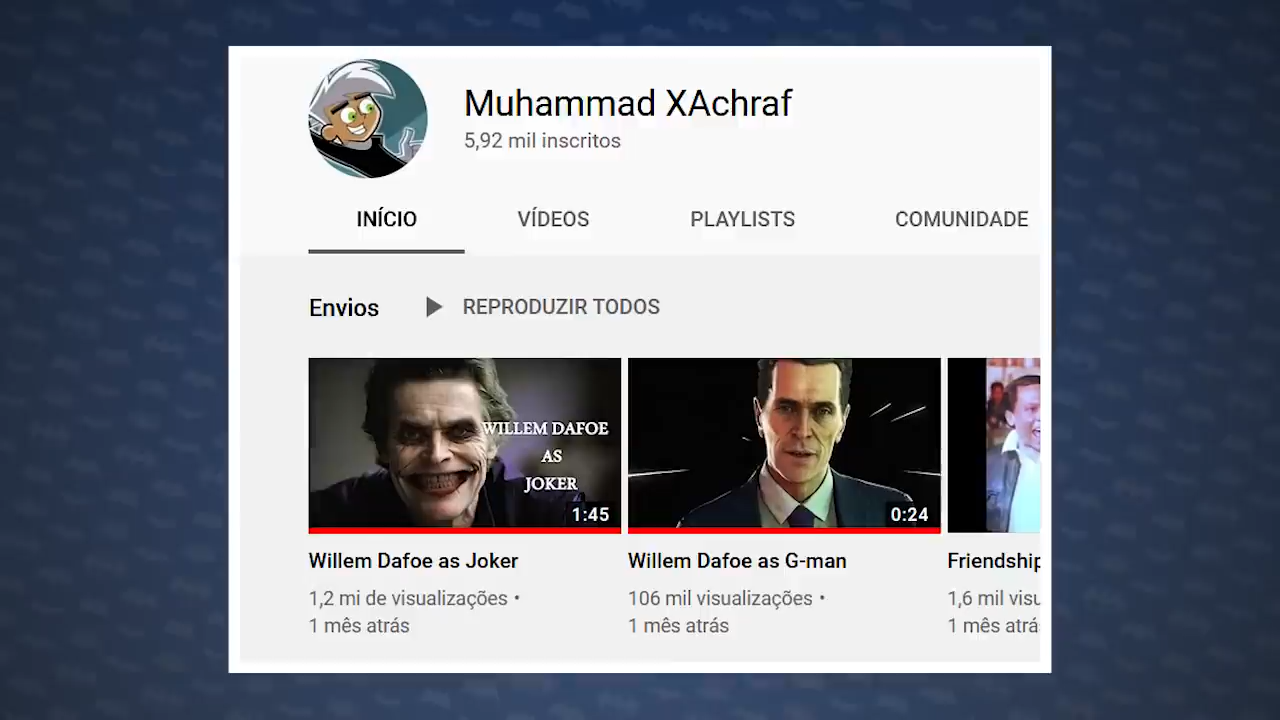 Muhammad XAchraf
5,92 mil inscritos
INÍCIO VÍDEOS PLAYLISTS COMUNIDADE
Envios REPRODUZIR TODOS
WILLEM DAFOE
AS
JOKER
1:45 0:24
Willem Dafoe as Joker Willem Dafoe as G-man Friendship
1,2 mi de visualizações • 106 mil visualizações • 1,6 mil visu
1 mês atrás 1 mês atrás 1 mês atrá